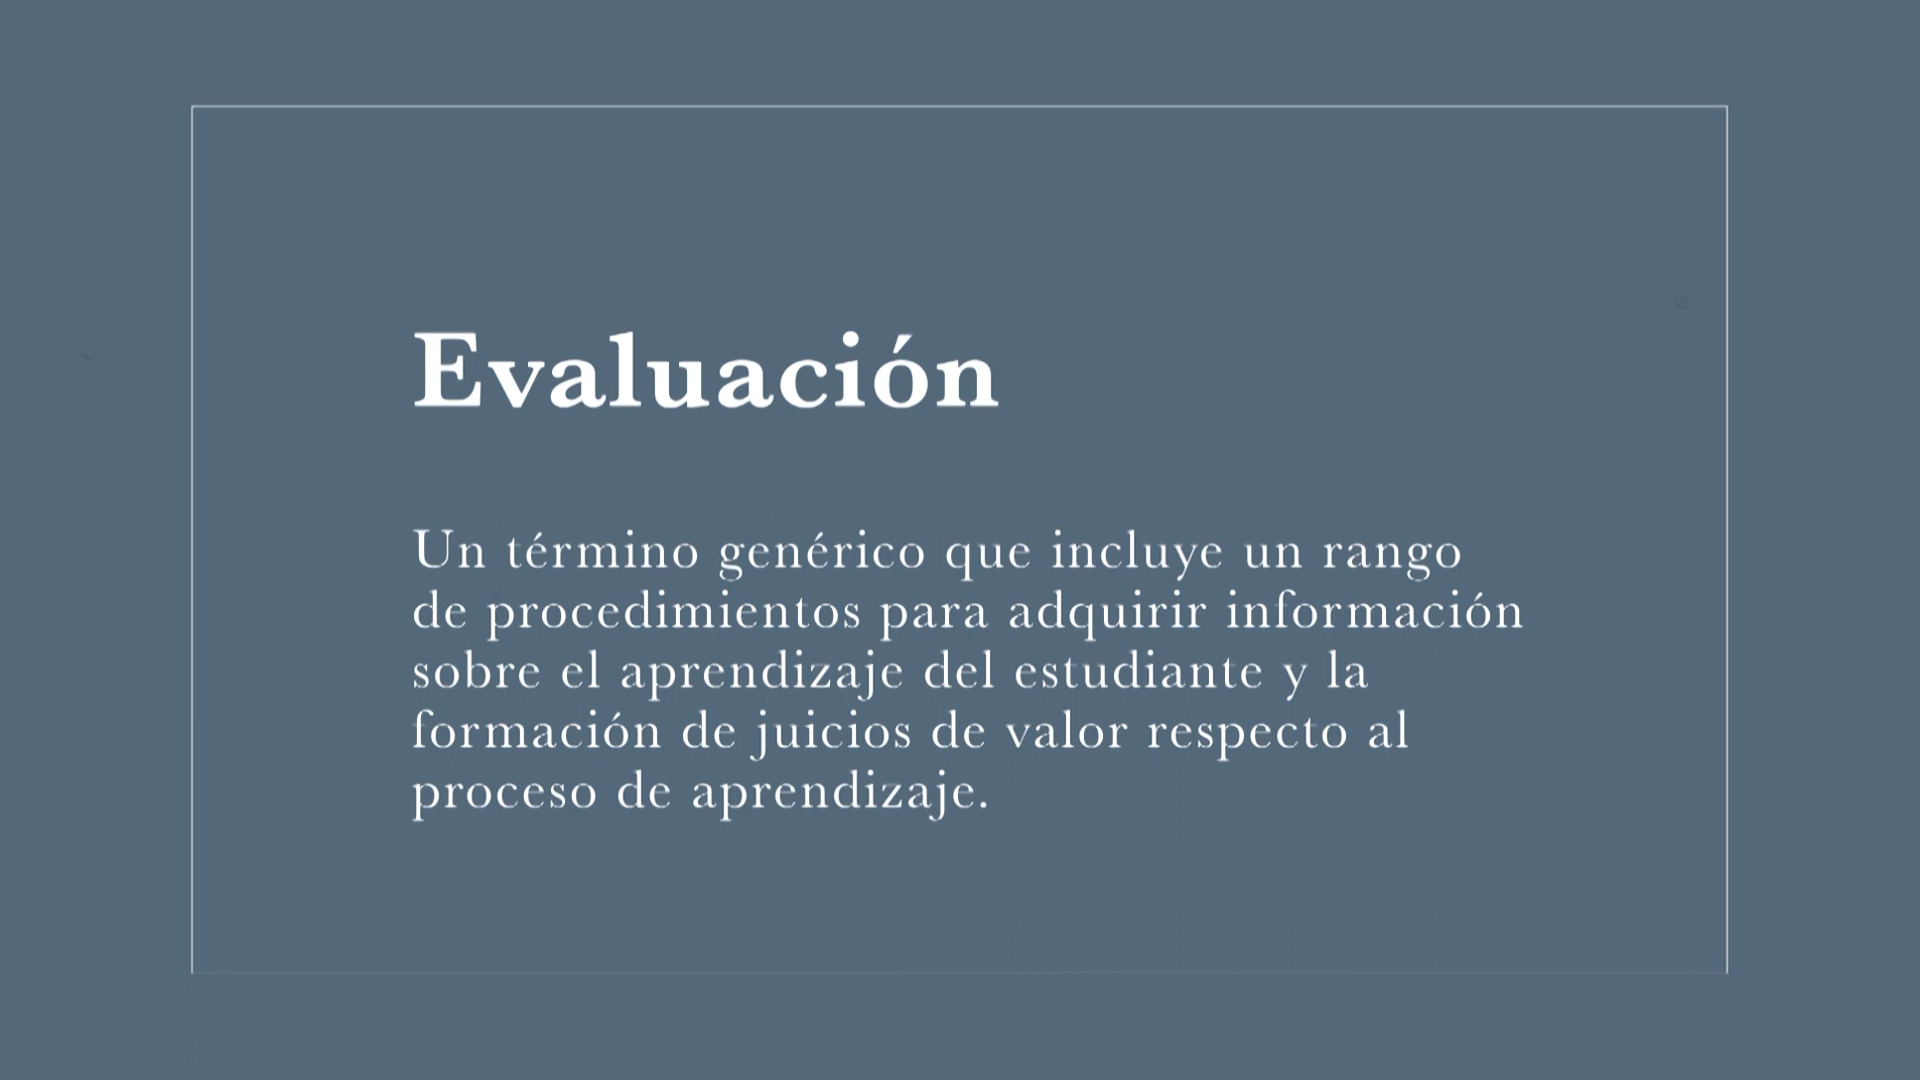 Evaluación
Un término genérico que incluye un rango
de procedimientos para adquirir información
sobre el aprendizaje del estudiante y la
formación de juicios de valor respecto al
proceso de aprendizaje.